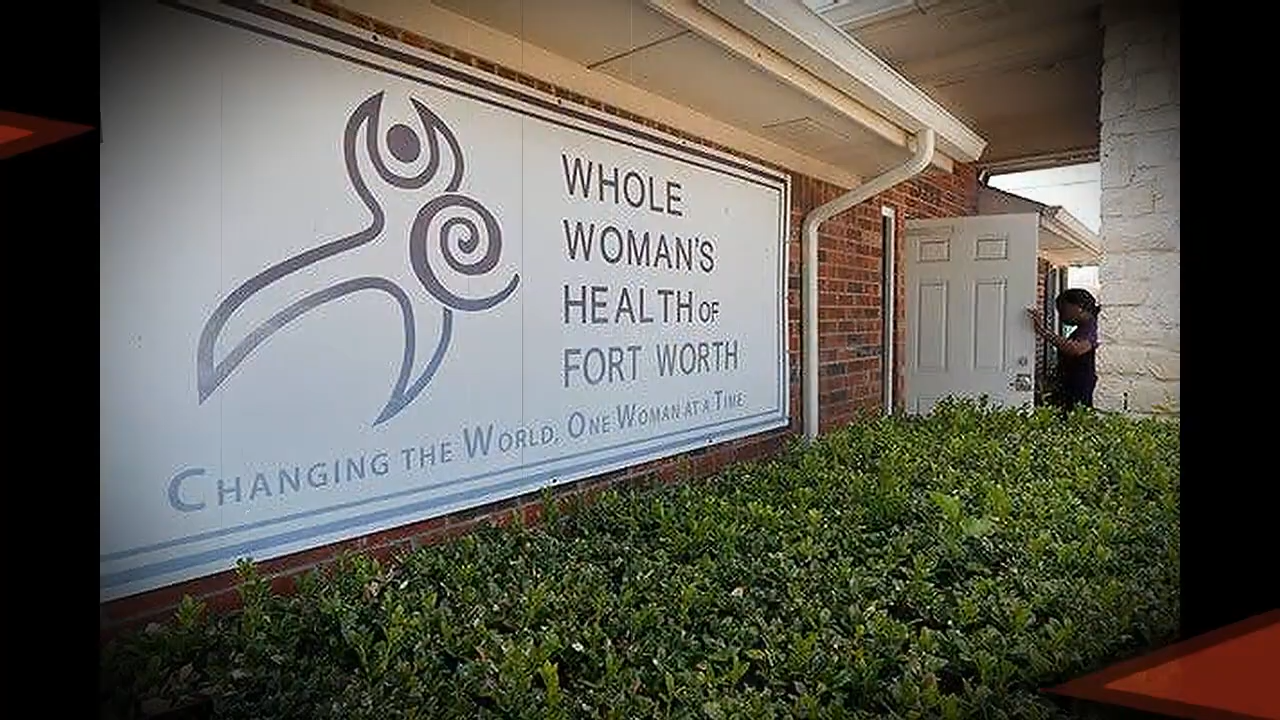 WHOLE
WOMAN'S
HEALTH OF
FORT WORTH
CHANGING THE WORLD, ONE WOMAN AT A TIME